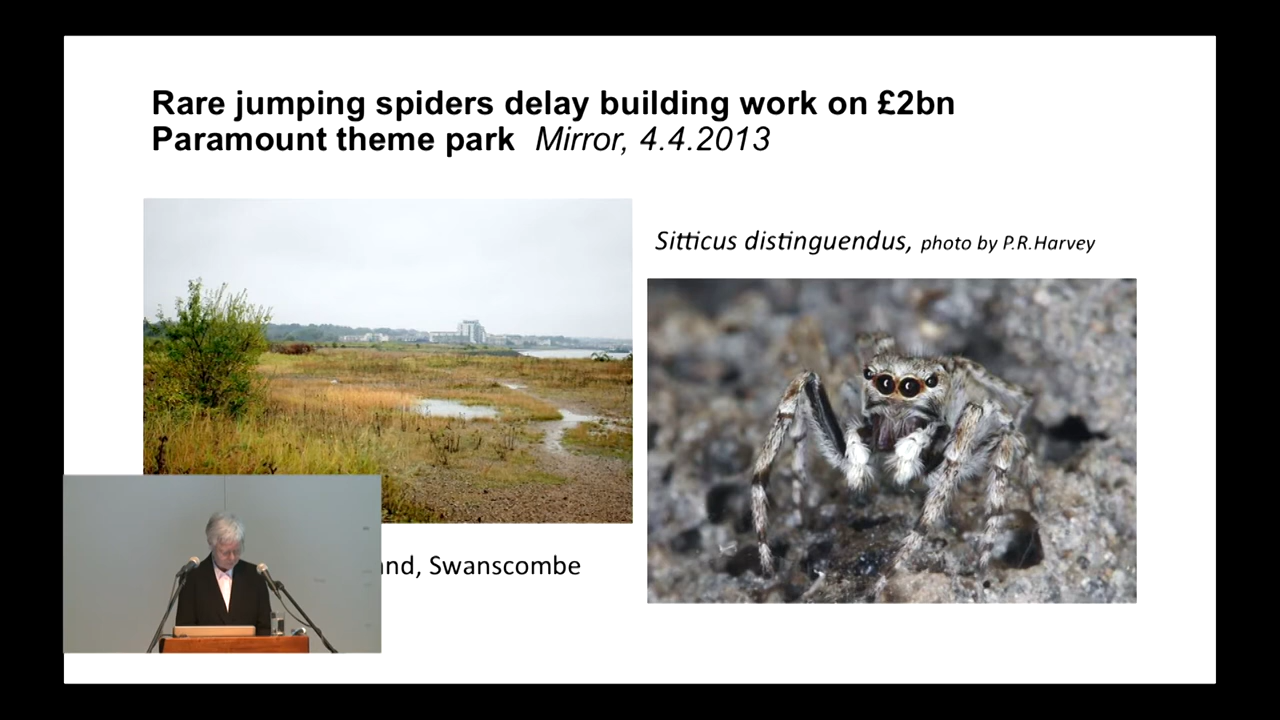 Rare jumping spiders delay building work on £2bn
Paramount theme park Mirror, 4.4.2013
Sitticus distinguendus, photo by P.R.Harvey
Swanscombe